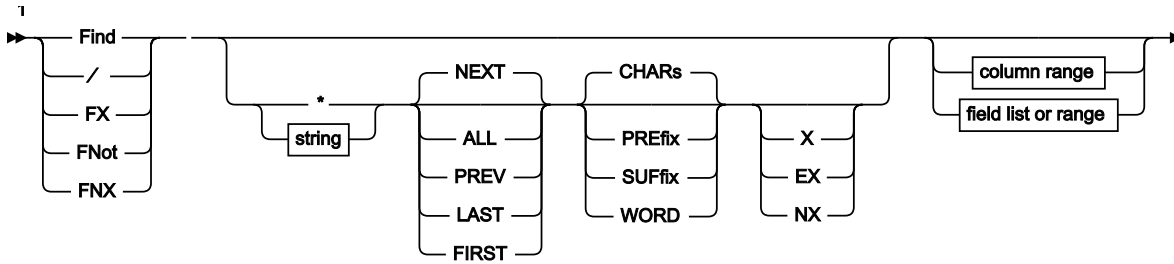 1
Find
/
FX
FNot
FNX
*
string
NEXT
ALL
PREV
LAST
FIRST
CHARs
PREfix
SUFfix
WORD
X
EX
NX
column range
field list or range